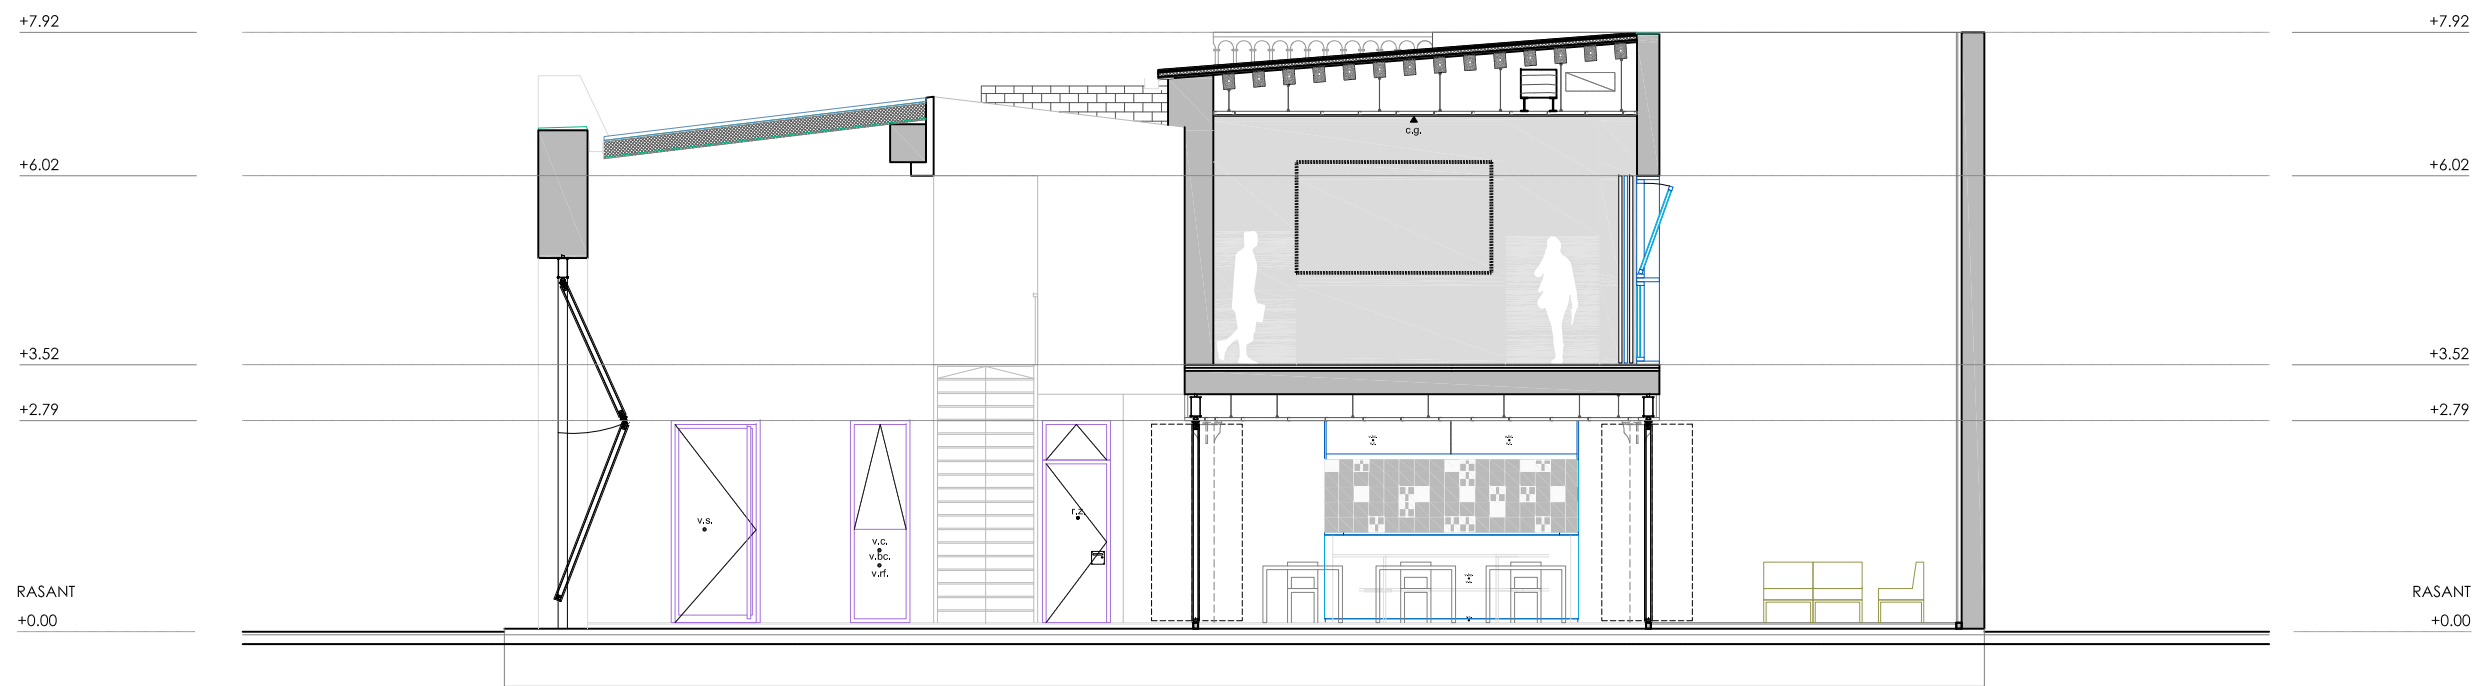 +7.92 +7.92
c.g.
+6.02 +6.02
+3.52 +3.52
+2.79 +2.79
v.s.
r.z.
v.c.
v.bc.
v.rf.
RASANT RASANT
+0.00 +0.00